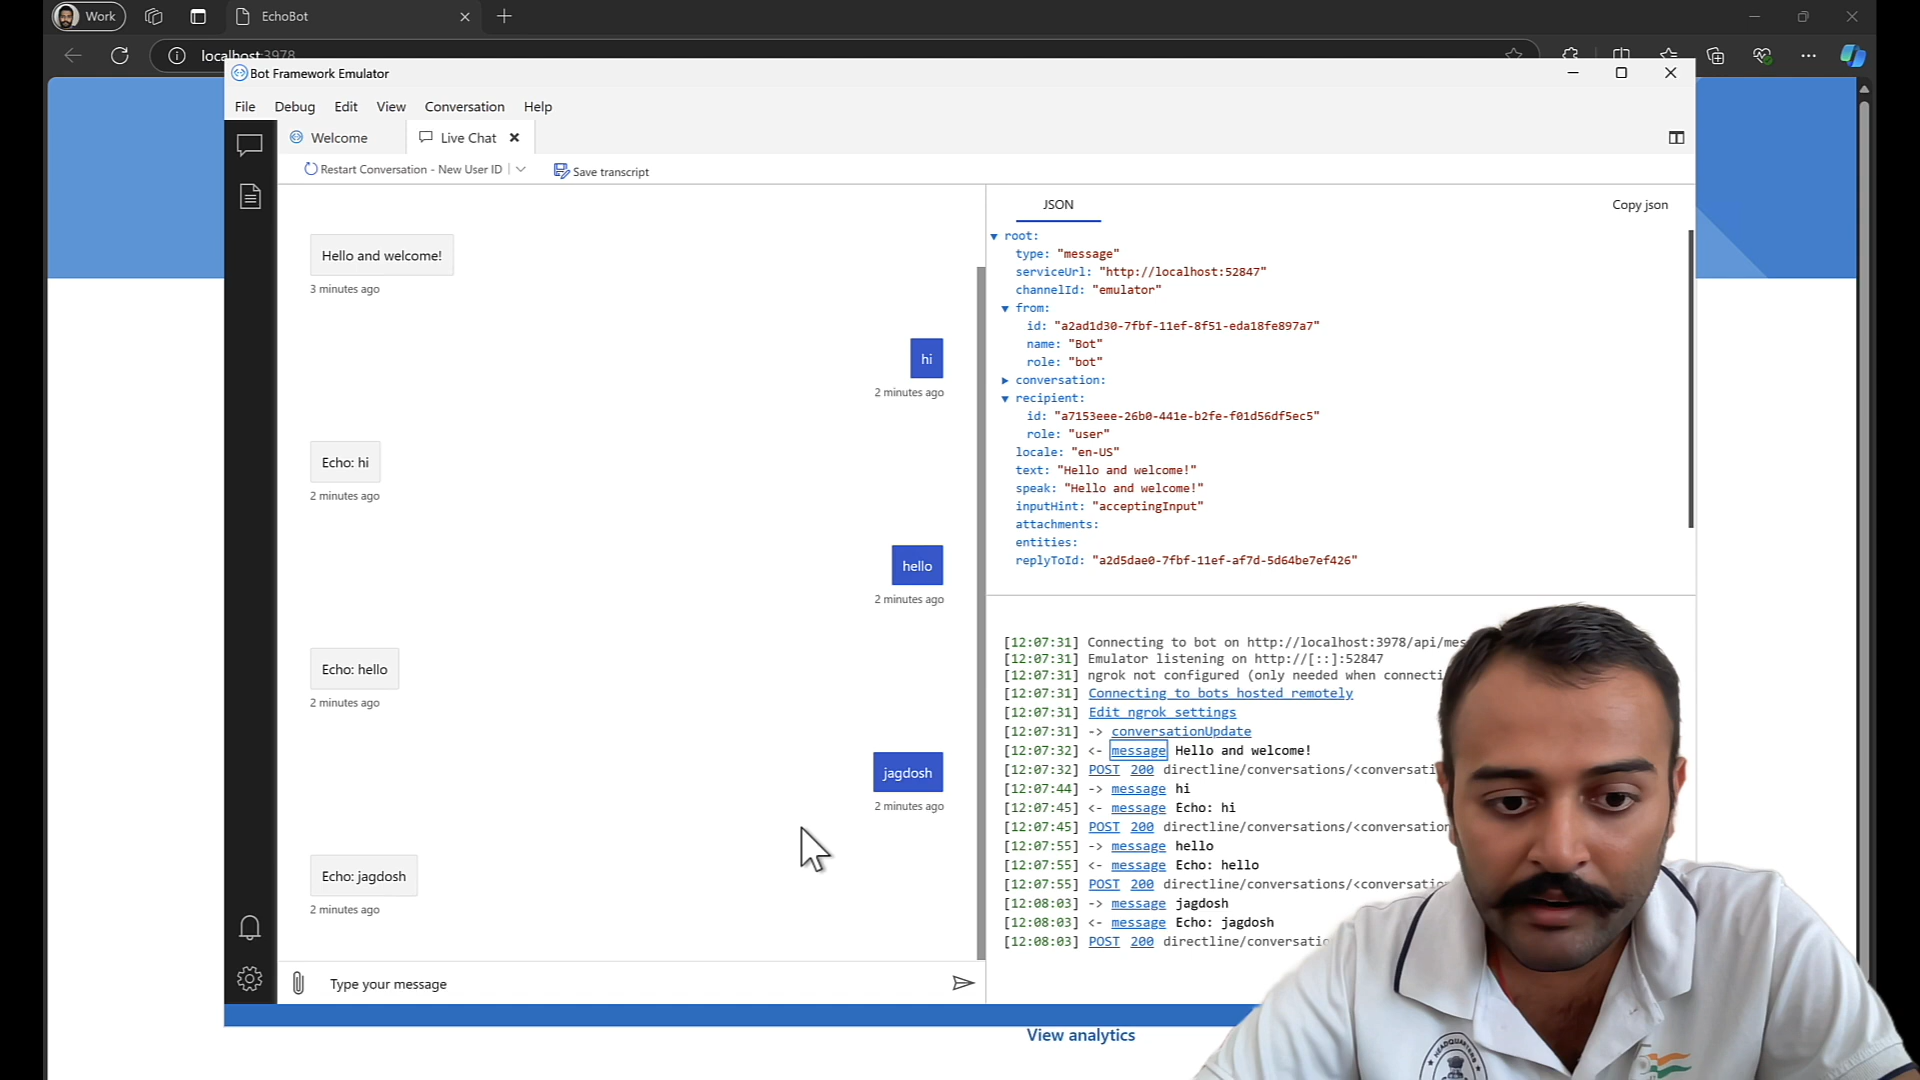 Work
EchoBot
localhost:3978
Bot Framework Emulator
File Debug Edit View Conversation Help
Welcome
Live Chat
Restart Conversation - New User ID
Save transcript
Hello and welcome!
3 minutes ago
hi
2 minutes ago
Echo: hi
2 minutes ago
hello
2 minutes ago
Echo: hello
2 minutes ago
jagdosh
2 minutes ago
Echo: jagdosh
2 minutes ago
Type your message
JSON
Copy json
root:
type: "message"
serviceUrl: "http://localhost:52847"
channelId: "emulator"
from:
id: "a2ad1d30-7fbf-11ef-8f51-eda18fe897a7"
name: "Bot"
role: "bot"
conversation:
recipient:
id: "a7153eee-26b0-441e-b2fe-f01d56df5ec5"
role: "user"
locale: "en-US"
text: "Hello and welcome!"
speak: "Hello and welcome!"
inputHint: "acceptingInput"
attachments:
entities:
replyToId: "a2d5dae0-7fbf-11ef-af7d-5d64be7ef426"
[12:07:31] Connecting to bot on http://localhost:3978/api/mes
[12:07:31] Emulator listening on http://[::]:52847
[12:07:31] ngrok not configured (only needed when connecti
[12:07:31] Connecting to bots hosted remotely
[12:07:31] Edit ngrok settings
[12:07:31] -> conversationUpdate
[12:07:32] <- message Hello and welcome!
[12:07:32] POST 200 directline/conversations/<conversati
[12:07:44] -> message hi
[12:07:45] <- message Echo: hi
[12:07:45] POST 200 directline/conversations/<conversation
[12:07:55] -> message hello
[12:07:55] <- message Echo: hello
[12:07:55] POST 200 directline/conversations/<conversatio
[12:08:03] -> message jagdosh
[12:08:03] <- message Echo: jagdosh
[12:08:03] POST 200 directline/conversatio
View analytics
HEADQUARTERS